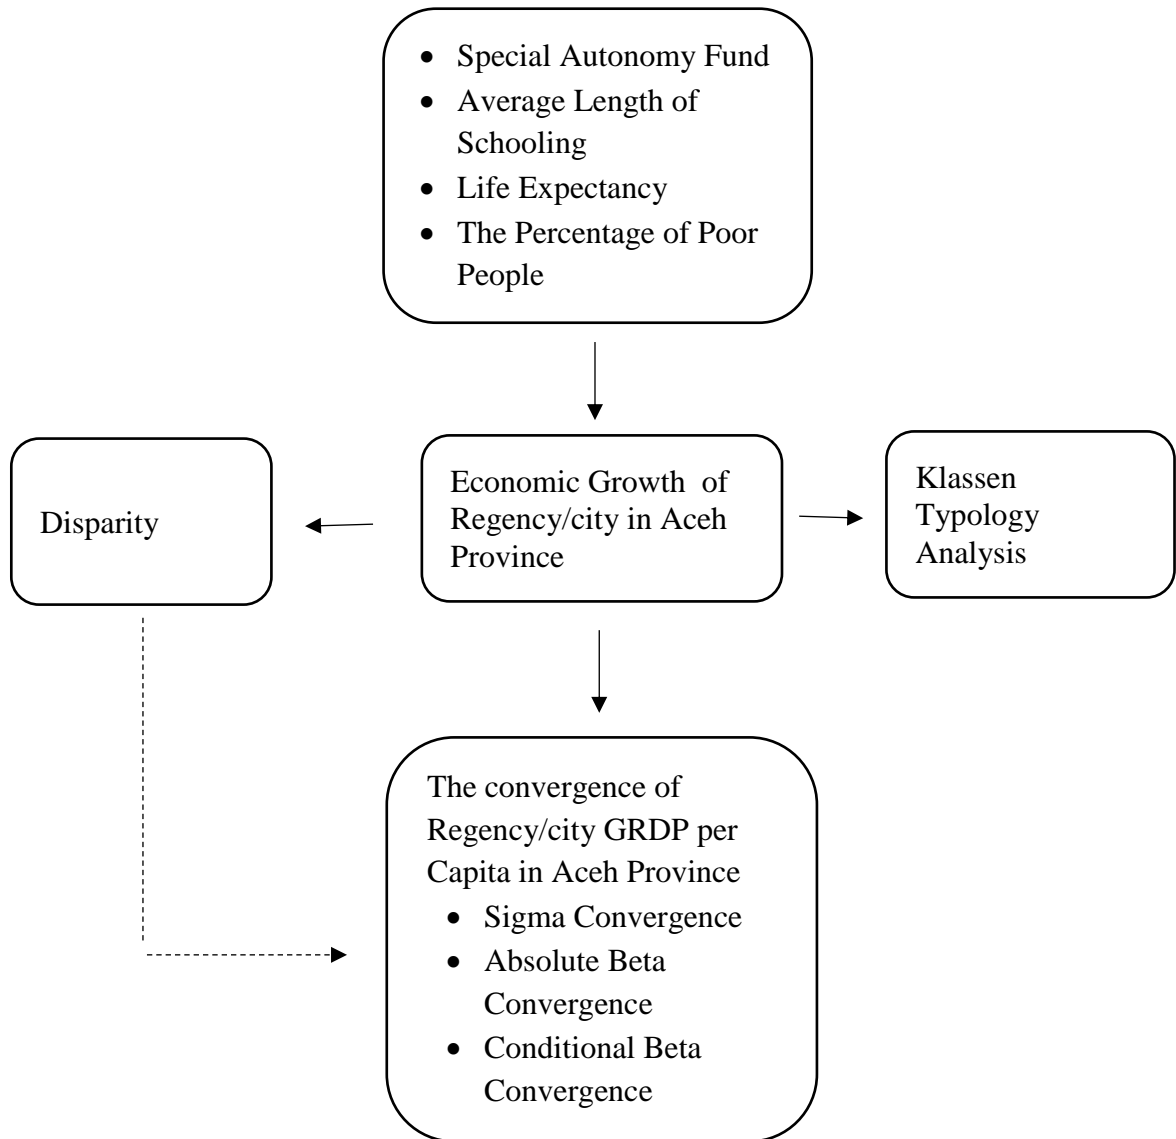 • Special Autonomy Fund
• Average Length of
Schooling
• Life Expectancy
• The Percentage of Poor
People
Disparity
Economic Growth of
Regency/city in Aceh
Province
Klassen
Typology
Analysis
The convergence of
Regency/city GRDP per
Capita in Aceh Province
• Sigma Convergence
• Absolute Beta
Convergence
• Conditional Beta
Convergence